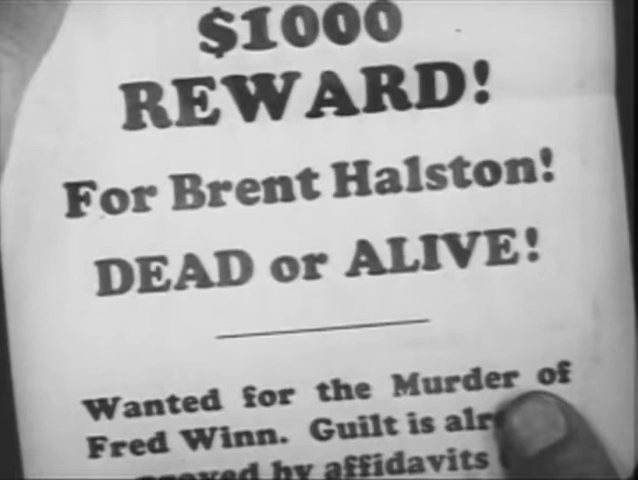 $1000
REWARD!
For Brent Halston!
DEAD or ALIVE!
Wanted for the Murder of
Fred Winn. Guilt is
by affidavits